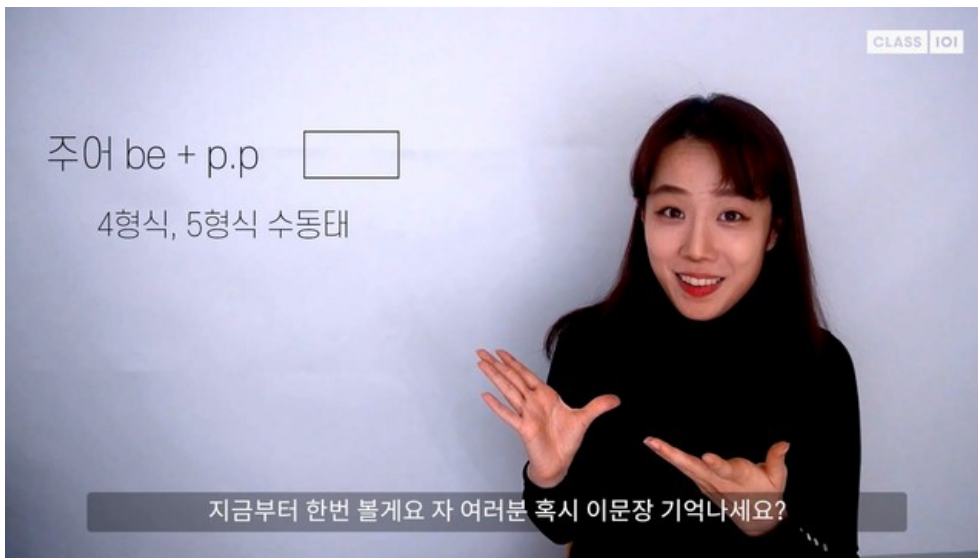 CLASS 101
주어 be + p.p
4형식, 5형식 수동태
지금부터 한번 볼게요 자 여러분 혹시 이문장 기억나세요?